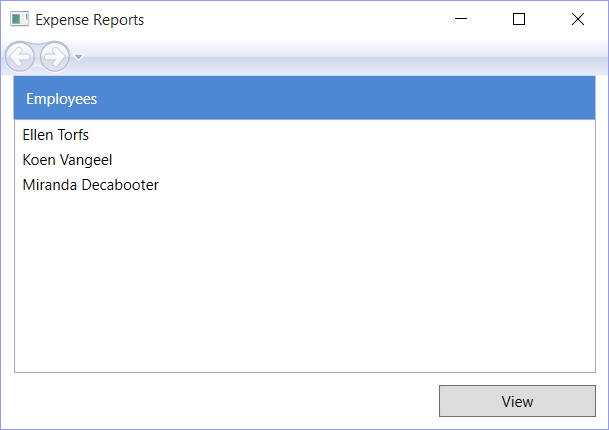 Expense Reports
Employees
Ellen Torfs
Koen Vangeel
Miranda Decabooter
View